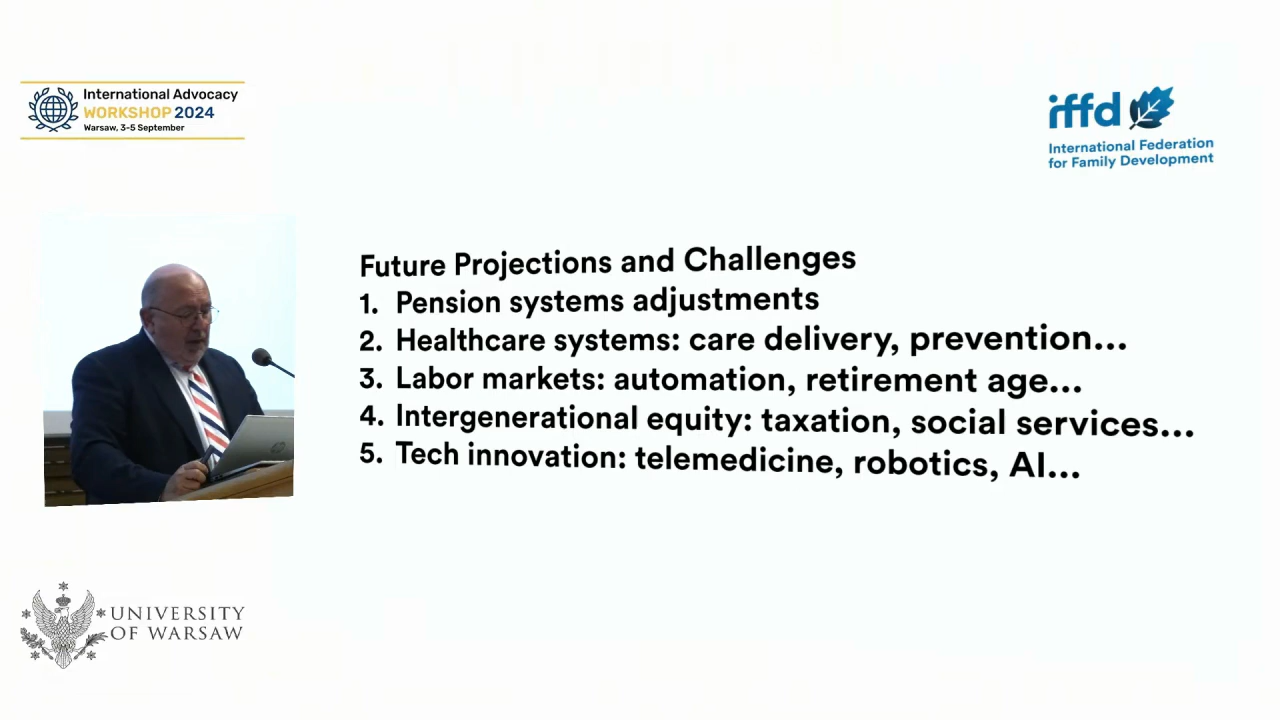 International Advocacy
WORKSHOP 2024
Warsaw, 3-5 September
iffd
International Federation
for Family Development
Future Projections and Challenges
1. Pension systems adjustments
2. Healthcare systems: care delivery, prevention...
3. Labor markets: automation, retirement age...
4. Intergenerational equity: taxation, social services...
5. Tech innovation: telemedicine, robotics, AI...
UNIVERSITY
OF WARSAW